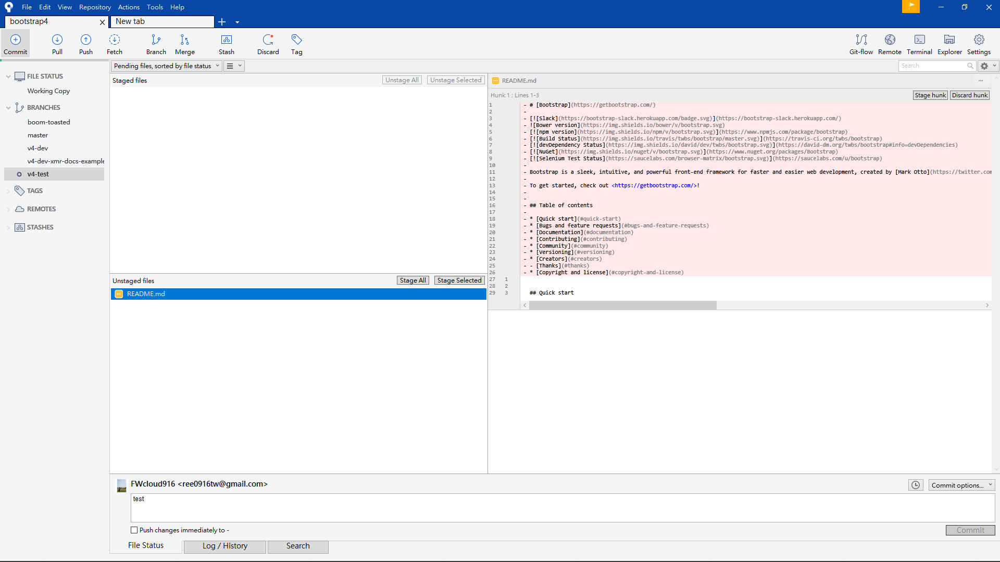 File Edit View Repository Actions Tools Help
bootstrap4 New tab
Commit Pull Push Fetch Branch Merge Stash Discard Tag Git-flow Remote Terminal Explorer Settings
Pending files, sorted by file status Search
FILE STATUS
Working Copy
BRANCHES
boom-toasted
master
v4-dev
v4-dev-xmr-docs-example
v4-test
TAGS
REMOTES
STASHES
Staged files Unstage All Unstage Selected
Unstaged files Stage All Stage Selected
README.md
README.md
Hunk 1 : Lines 1-3 Stage hunk Discard hunk
1 - # [Bootstrap](https://getbootstrap.com/)
2 -
3 - [![Slack](https://bootstrap-slack.herokuapp.com/badge.svg)](https://bootstrap-slack.herokuapp.com/)
4 - ![Bower version](https://img.shields.io/bower/v/bootstrap.svg)
5 - [![npm version](https://img.shields.io/npm/v/bootstrap.svg)](https://www.npmjs.com/package/bootstrap)
6 - [![Build Status](https://img.shields.io/travis/twbs/bootstrap/master.svg)](https://travis-ci.org/twbs/bootstrap)
7 - [![devDependency Status](https://img.shields.io/david/dev/twbs/bootstrap.svg)](https://david-dm.org/twbs/bootstrap#info=devDependencies)
8 - [![NuGet](https://img.shields.io/nuget/v/bootstrap.svg)](https://www.nuget.org/packages/Bootstrap)
9 - [![Selenium Test Status](https://saucelabs.com/browser-matrix/bootstrap.svg)](https://saucelabs.com/u/bootstrap)
10 -
11 - Bootstrap is a sleek, intuitive, and powerful front-end framework for faster and easier web development, created by [Mark Otto](https://twitter.com
12 -
13 - To get started, check out <https://getbootstrap.com/>!
14 -
15 -
16 - ## Table of contents
17 -
18 - * [Quick start](#quick-start)
19 - * [Bugs and feature requests](#bugs-and-feature-requests)
20 - * [Documentation](#documentation)
21 - * [Contributing](#contributing)
22 - * [Community](#community)
23 - * [Versioning](#versioning)
24 - * [Creators](#creators)
25 - - [Thanks](#thanks)
26 - * [Copyright and license](#copyright-and-license)
27 1
28 2
29 3 ## Quick start
FWcloud916 <ree0916tw@gmail.com> Commit options...
test
Push changes immediately to - Commit
File Status Log / History Search